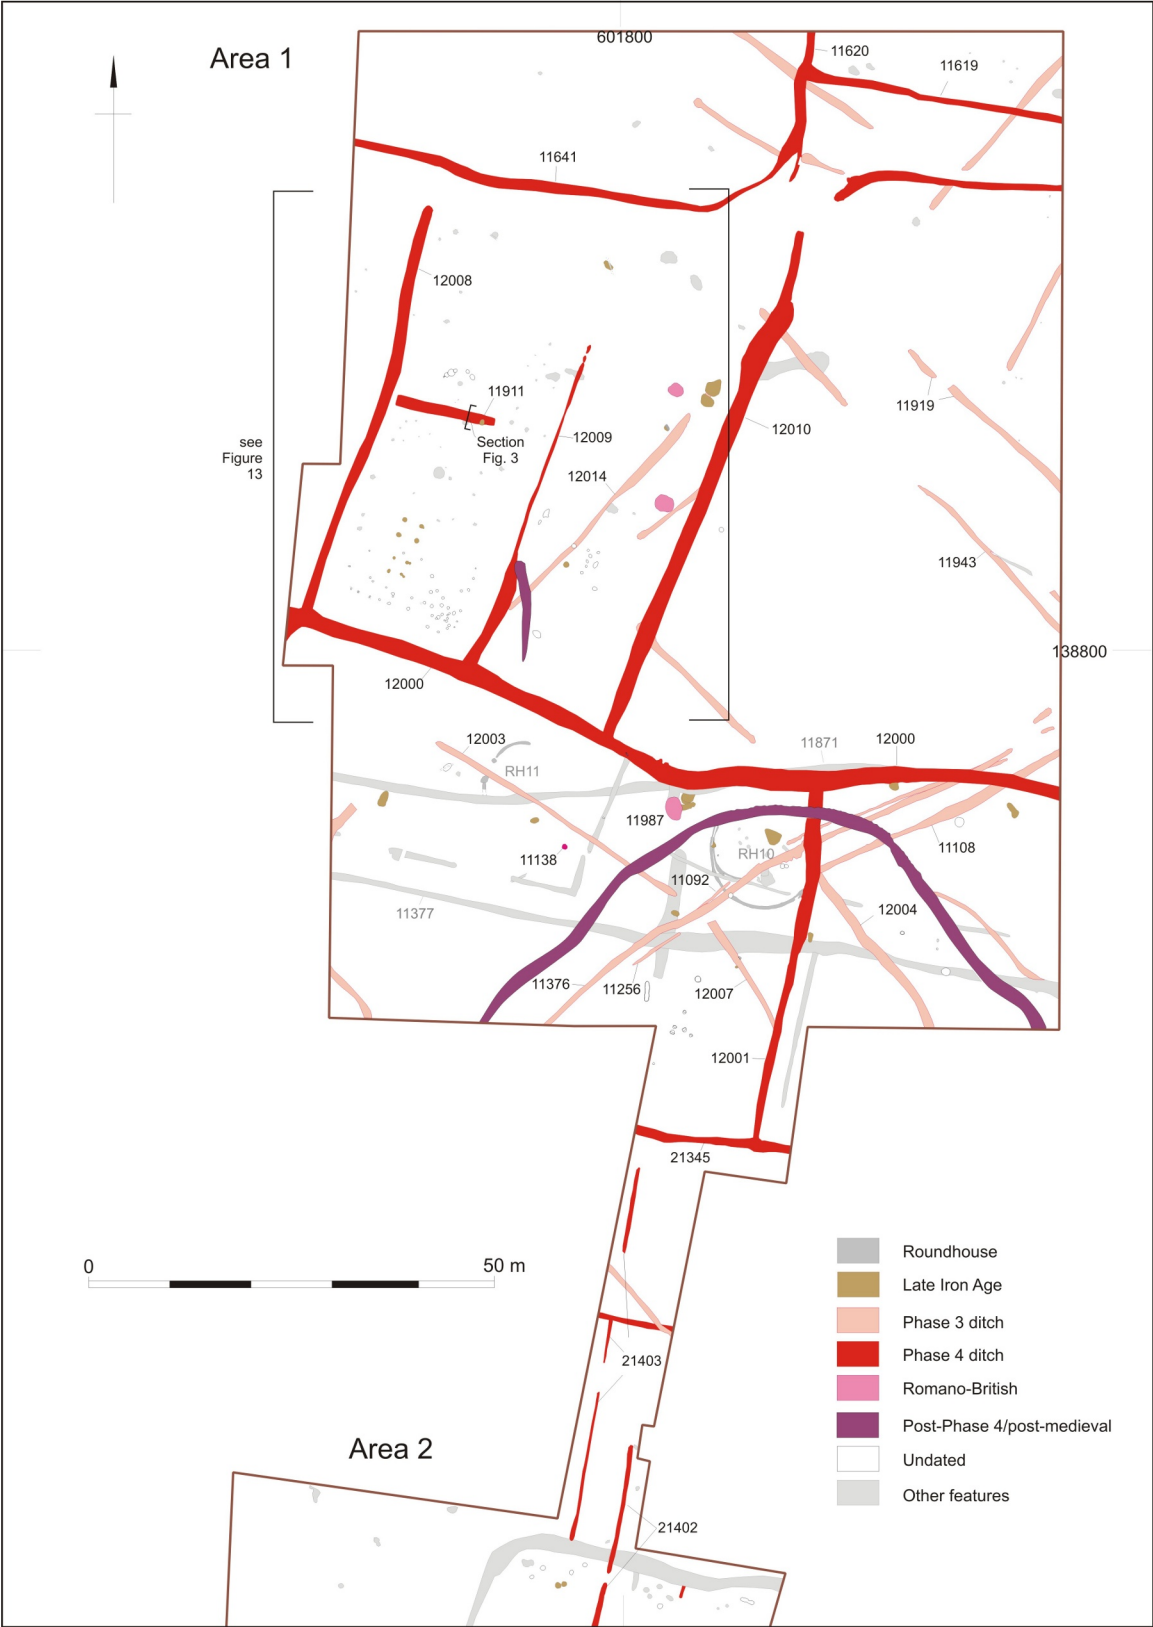 601800
Area 1
11620
11619
11641
12008
11911
11919
see
Figure
13
Section
Fig. 3
12009
12010
12014
11943
138800
12000
12003
11871
12000
RH11
11987
11138
RH10
11108
11092
11377
12004
11376
11256
12007
12001
21345
0
50 m
Roundhouse
Late Iron Age
Phase 3 ditch
Phase 4 ditch
21403
Romano-British
Post-Phase 4/post-medieval
Area 2
Undated
Other features
21402